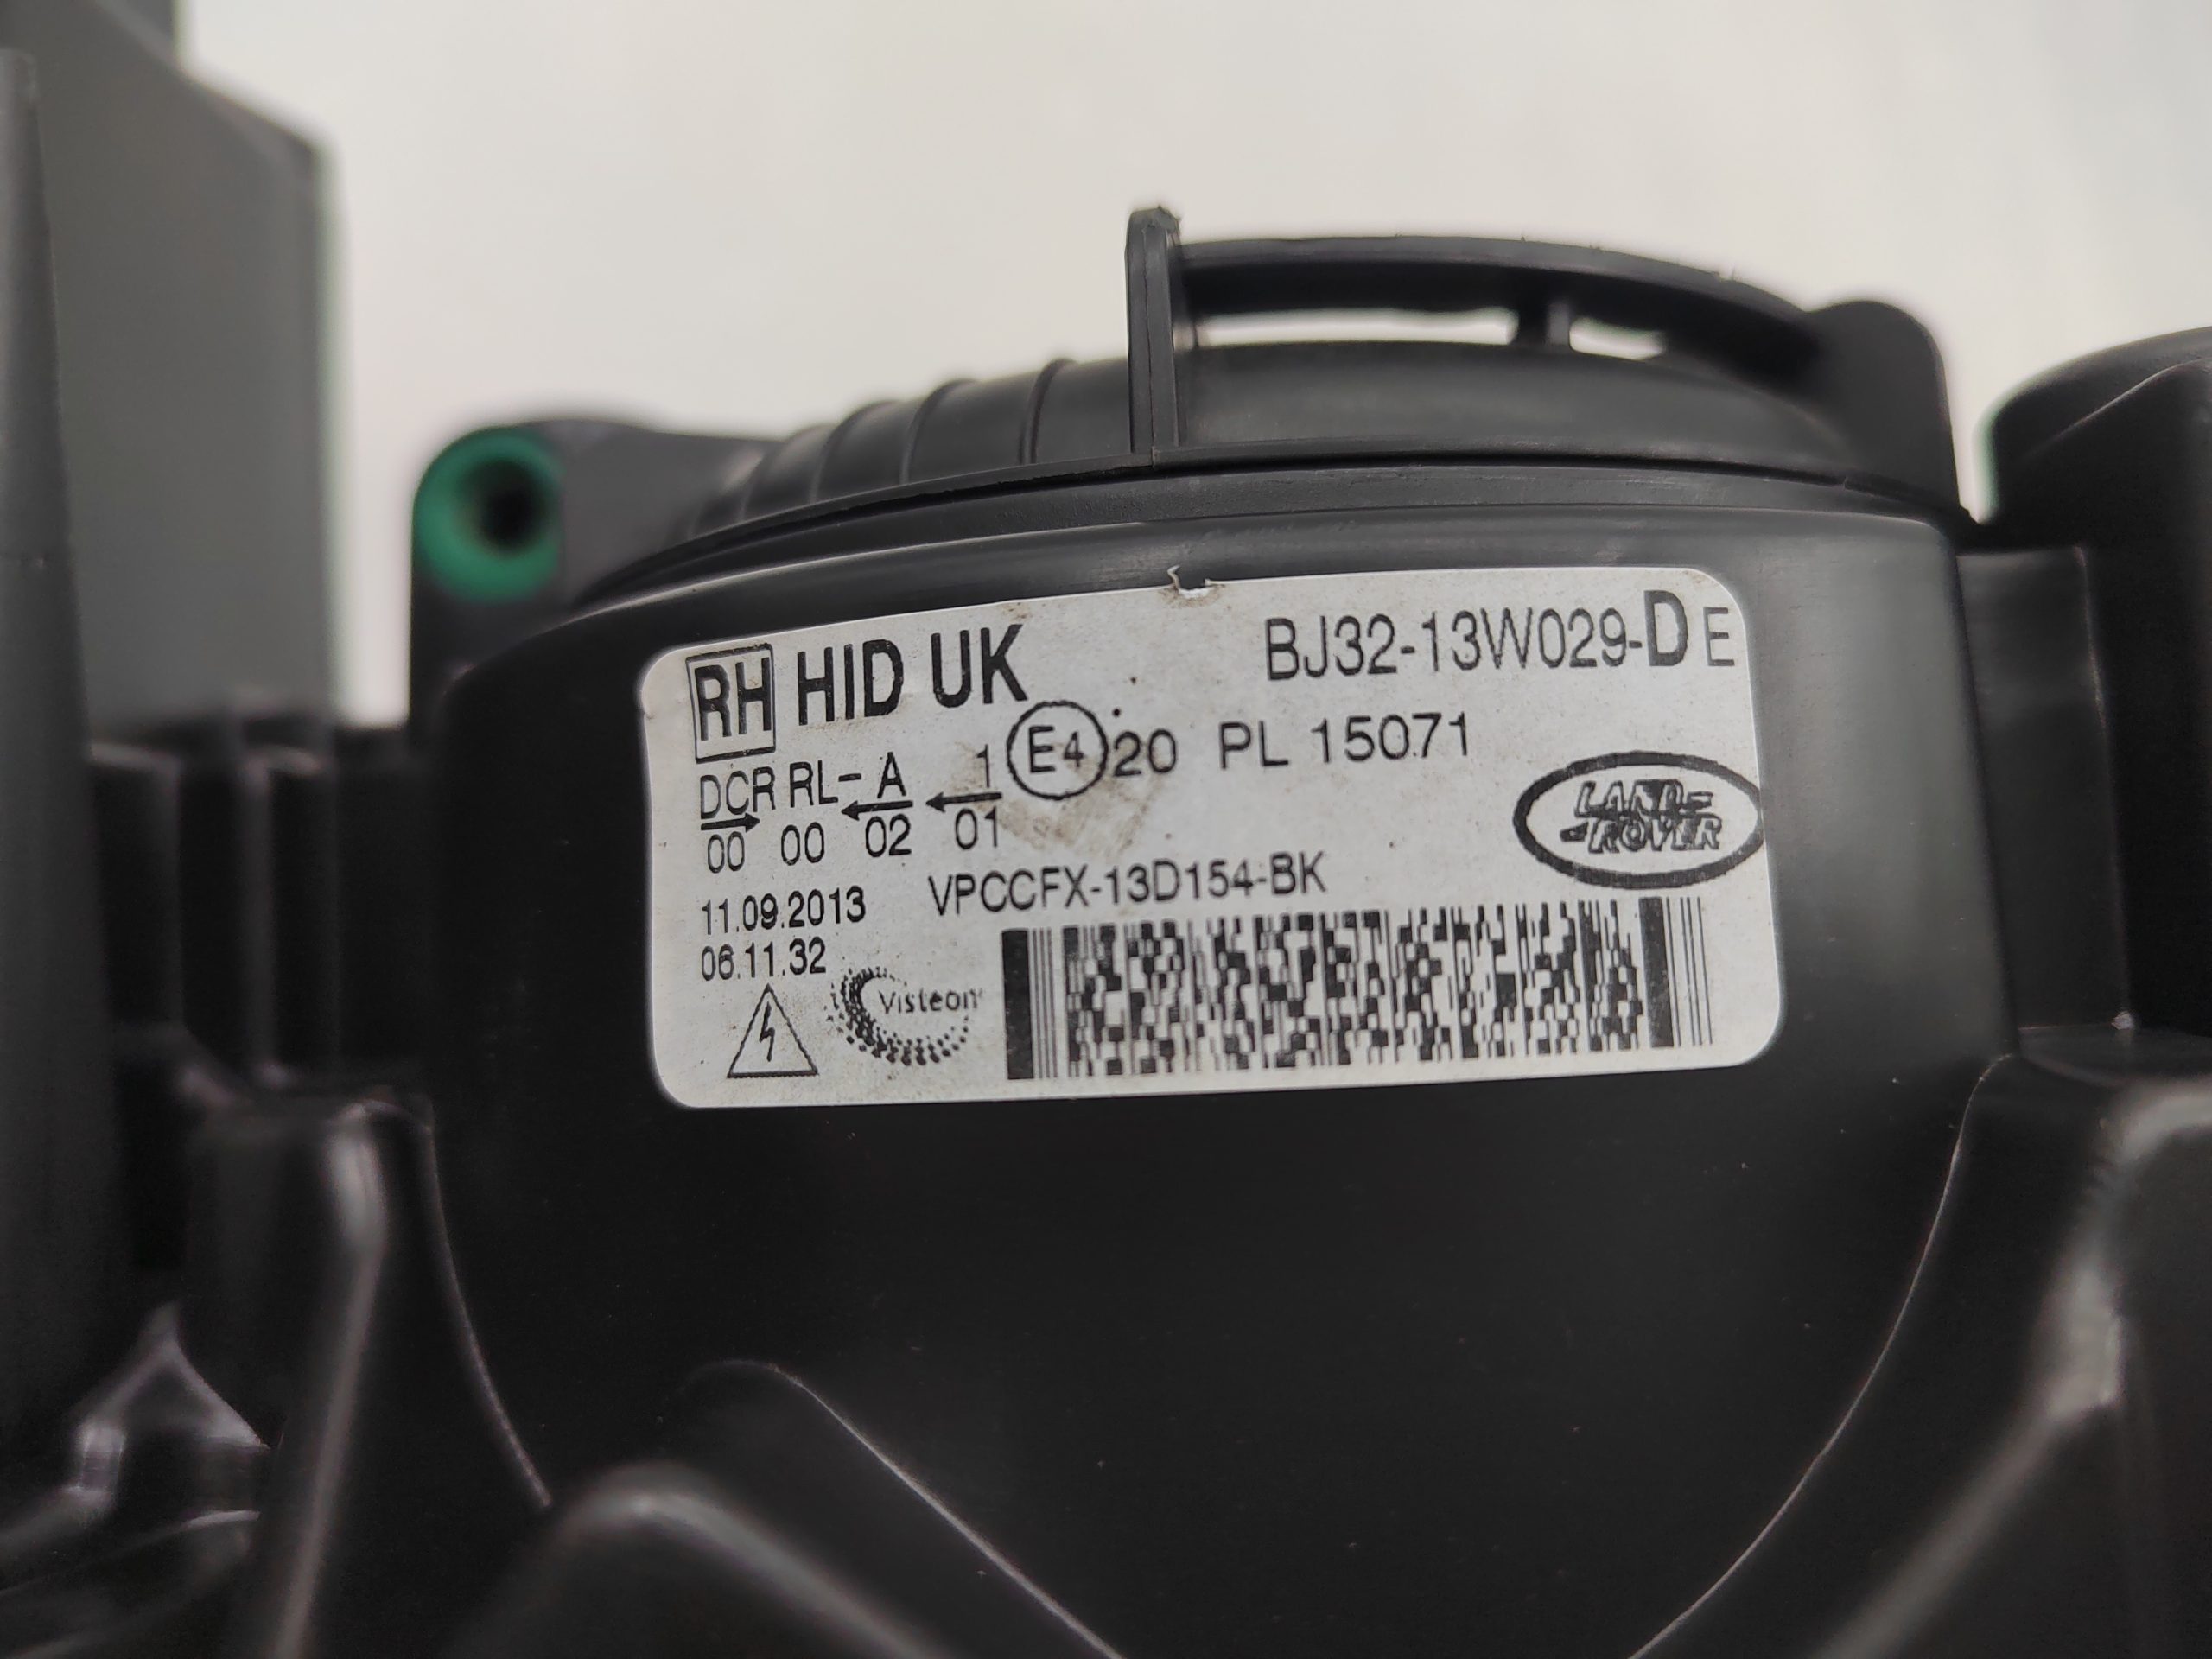 RH HID UK BJ32-13W029-D E
DCR RL- A 1 E4 20 PL 15071
00 00 02 01
LAND-
-ROVER
11.09.2013 VPCCFX-13D154-BK
06.11.32
Visteon